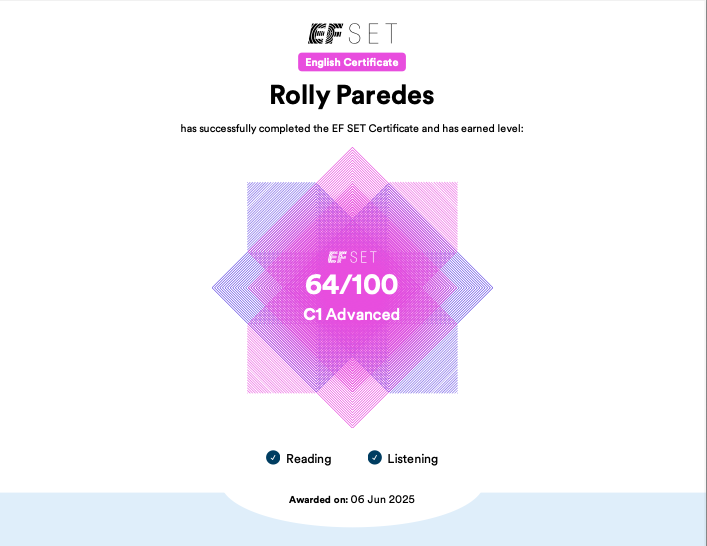 EF SET
English Certificate
Rolly Paredes
has successfully completed the EF SET Certificate and has earned level:
EF SET
64/100
C1 Advanced
Reading
Listening
Awarded on: 06 Jun 2025